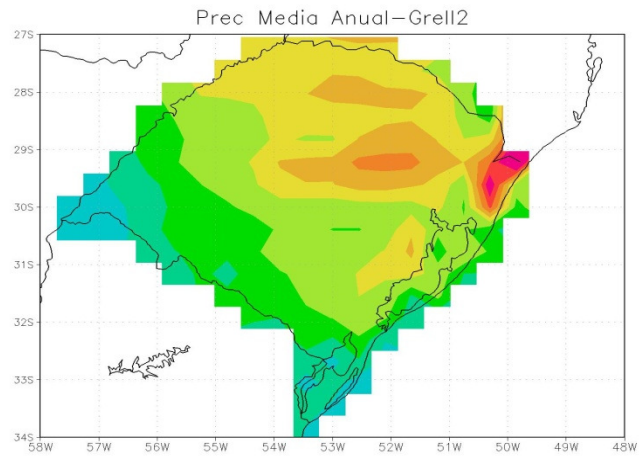 Prec Media Anual-Grell2
27S
28S
29S
30S
31S
32S
33S
34S
58W 57W 56W 55W 54W 53W 52W 51W 50W 49W 48W